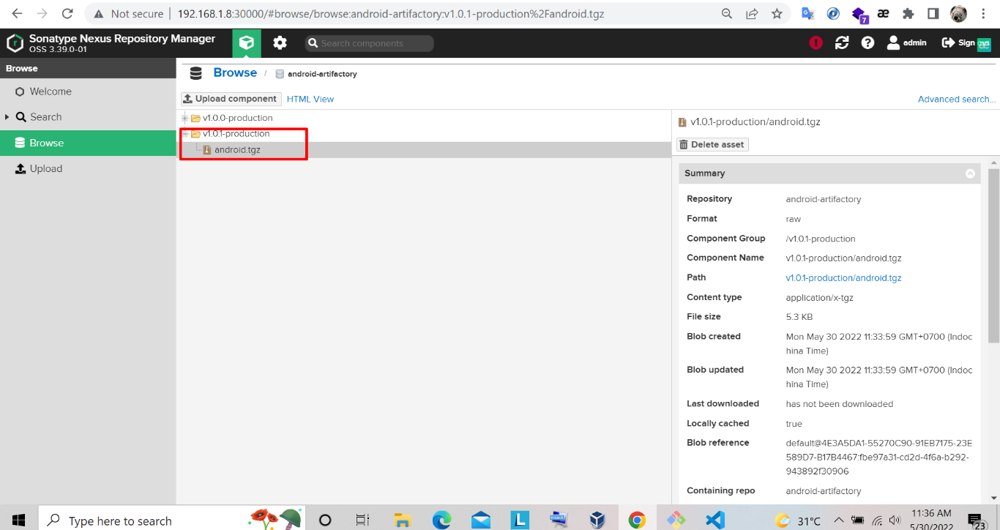 Not secure | 192.168.1.8:30000/#browse/browse:android-artifactory:v1.0.1-production%2Fandroid.tgz
7
Sonatype Nexus Repository Manager
OSS 3.39.0-01
Search components
admin
Sign
Browse
Welcome
Search
Browse
Upload
Browse / android-artifactory
Upload component
HTML View
Advanced search...
v1.0.0-production
v1.0.1-production
android.tgz
v1.0.1-production/android.tgz
Delete asset
Summary
Repository android-artifactory
Format raw
Component Group /v1.0.1-production
Component Name v1.0.1-production/android.tgz
Path v1.0.1-production/android.tgz
Content type application/x-tgz
File size 5.3 KB
Blob created Mon May 30 2022 11:33:59 GMT+0700 (Indoc
hina Time)
Blob updated Mon May 30 2022 11:33:59 GMT+0700 (Indoc
hina Time)
Last downloaded has not been downloaded
Locally cached true
Blob reference default@4E3A5DA1-55270C90-91EB7175-23E
589D7-B17B4467:fbe97a31-cd2d-4f6a-b292-
943892f30906
Containing repo android-artifactory
Type here to search
31°C
11:36 AM
5/30/2022
23